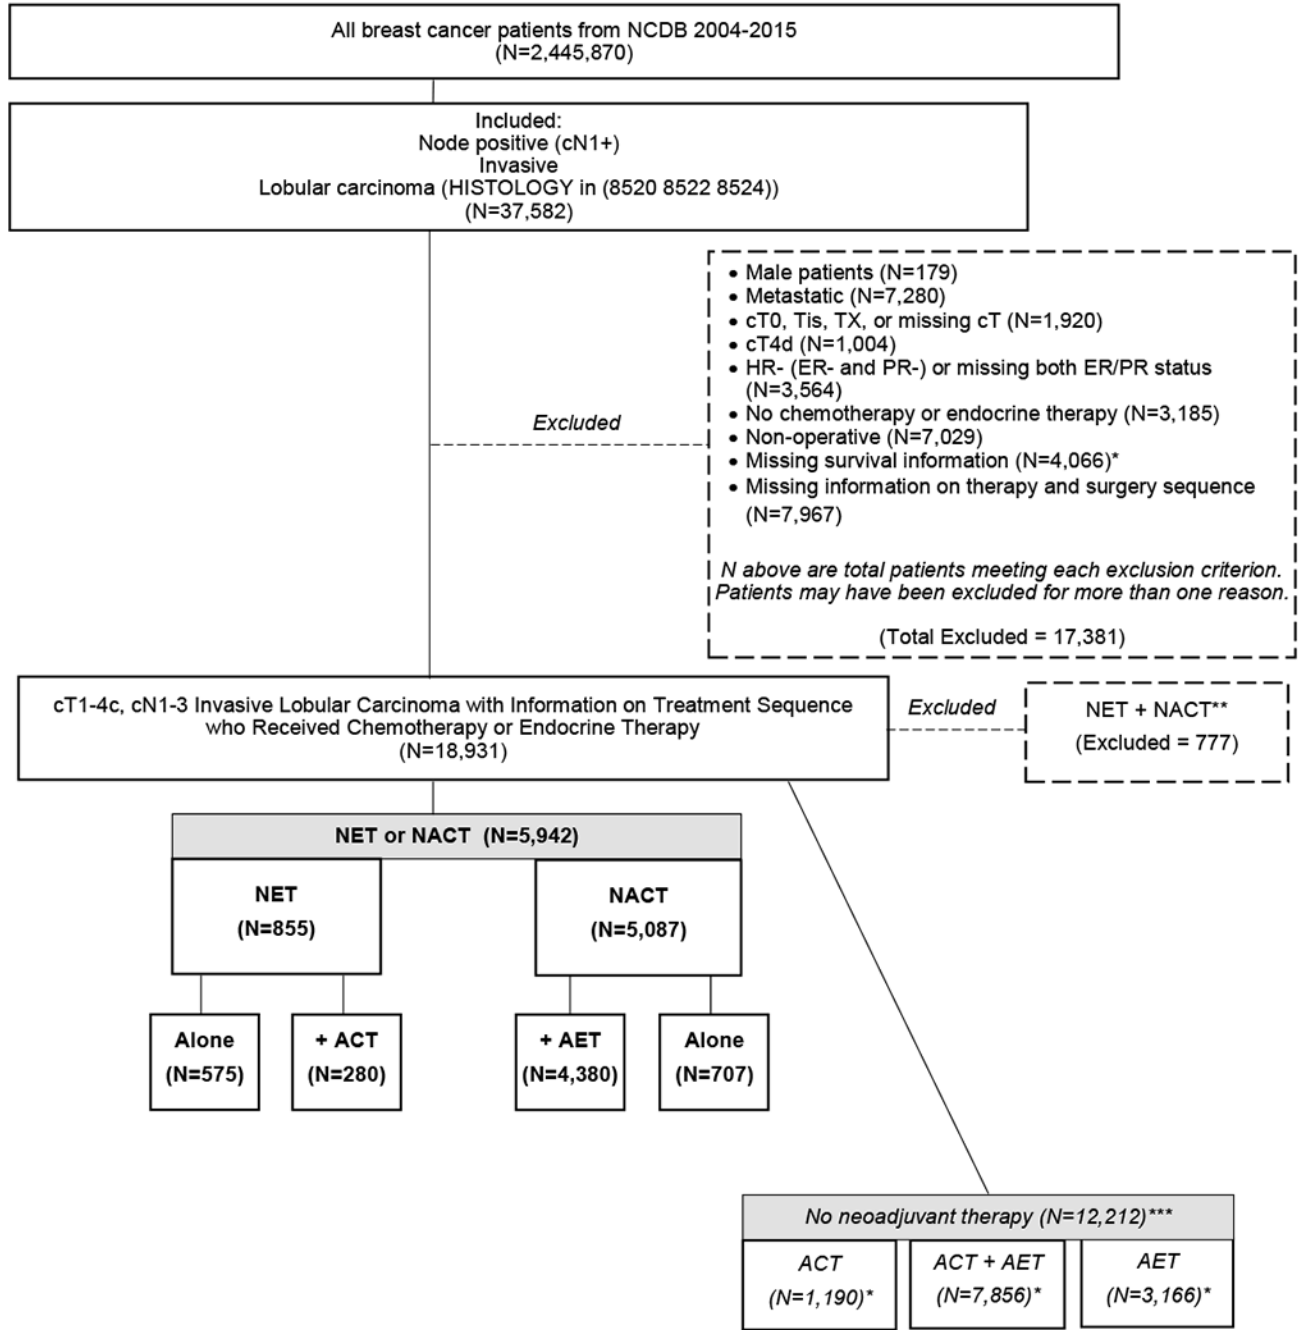 All breast cancer patients from NCDB 2004-2015
(N=2,445,870)
Included:
Node positive (cN1+)
Invasive
Lobular carcinoma (HISTOLOGY in (8520 8522 8524))
(N=37,582)
Excluded
• Male patients (N=179)
• Metastatic (N=7,280)
• cT0, Tis, TX, or missing cT (N=1,920)
• cT4d (N=1,004)
• HR- (ER- and PR-) or missing both ER/PR status
(N=3,564)
• No chemotherapy or endocrine therapy (N=3,185)
• Non-operative (N=7,029)
• Missing survival information (N=4,066)*
• Missing information on therapy and surgery sequence
(N=7,967)
N above are total patients meeting each exclusion criterion.
Patients may have been excluded for more than one reason.
(Total Excluded = 17,381)
cT1-4c, cN1-3 Invasive Lobular Carcinoma with Information on Treatment Sequence
who Received Chemotherapy or Endocrine Therapy
(N=18,931)
Excluded
NET + NACT**
(Excluded = 777)
NET or NACT (N=5,942)
NET
(N=855)
NACT
(N=5,087)
Alone
(N=575)
+ ACT
(N=280)
+ AET
(N=4,380)
Alone
(N=707)
No neoadjuvant therapy (N=12,212)***
ACT
(N=1,190)*
ACT + AET
(N=7,856)*
AET
(N=3,166)*